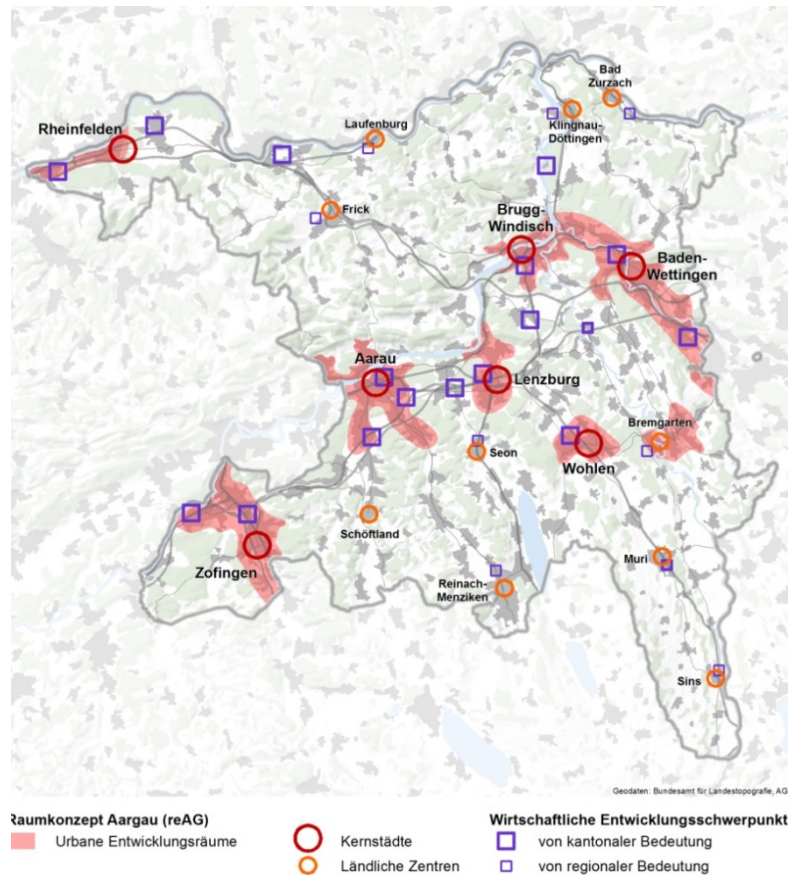 Bad
Zurzach
Rheinfelden
Laufenburg
Klingnau-
Döttingen
Frick
Brugg-
Windisch
Baden-
Wettingen
Aarau
Lenzburg
Bremgarten
Seon
Wohlen
Schöftland
Zofingen
Muri
Reinach-
Menziken
Sins
Geodaten: Bundesamt für Landestopografie, AG
Raumkonzept Aargau (reAG)
Urbane Entwicklungsräume
Kernstädte
Ländliche Zentren
Wirtschaftliche Entwicklungsschwerpunkt
von kantonaler Bedeutung
von regionaler Bedeutung